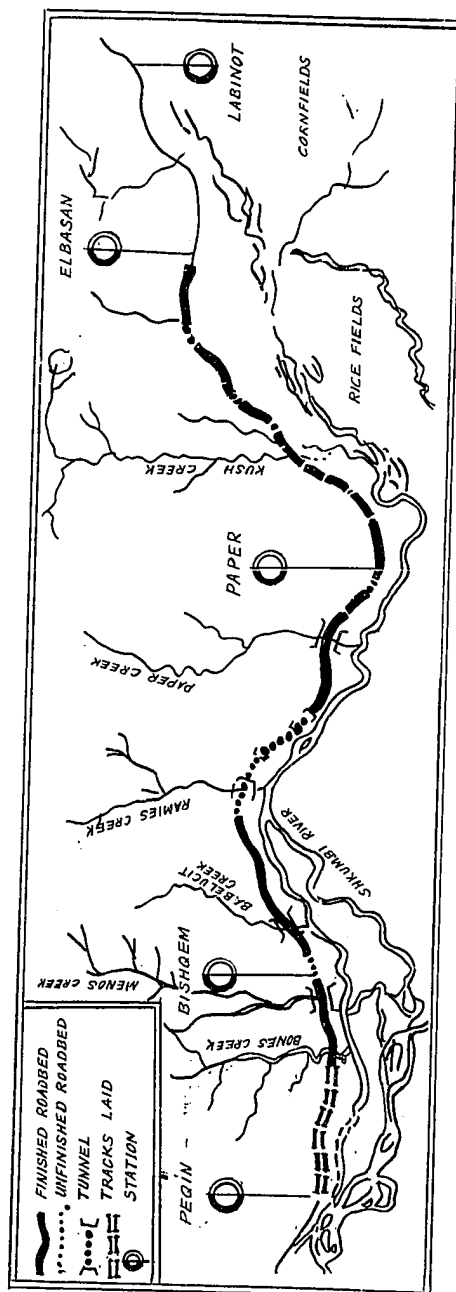 FINISHED ROADBED
UNFINISHED ROADBED
TUNNEL
TRACKS LAID
STATION
PEQIN
BONES CREEK
MENOS CREEK
BISHQEM
BABELUCIT
CREEK
RAMIES CREEK
SHKUMBI RIVER
PAPER CREEK
PAPER
KUSH
CREEK
RICE FIELDS
ELBASAN
CORNFIELDS
LABINOT